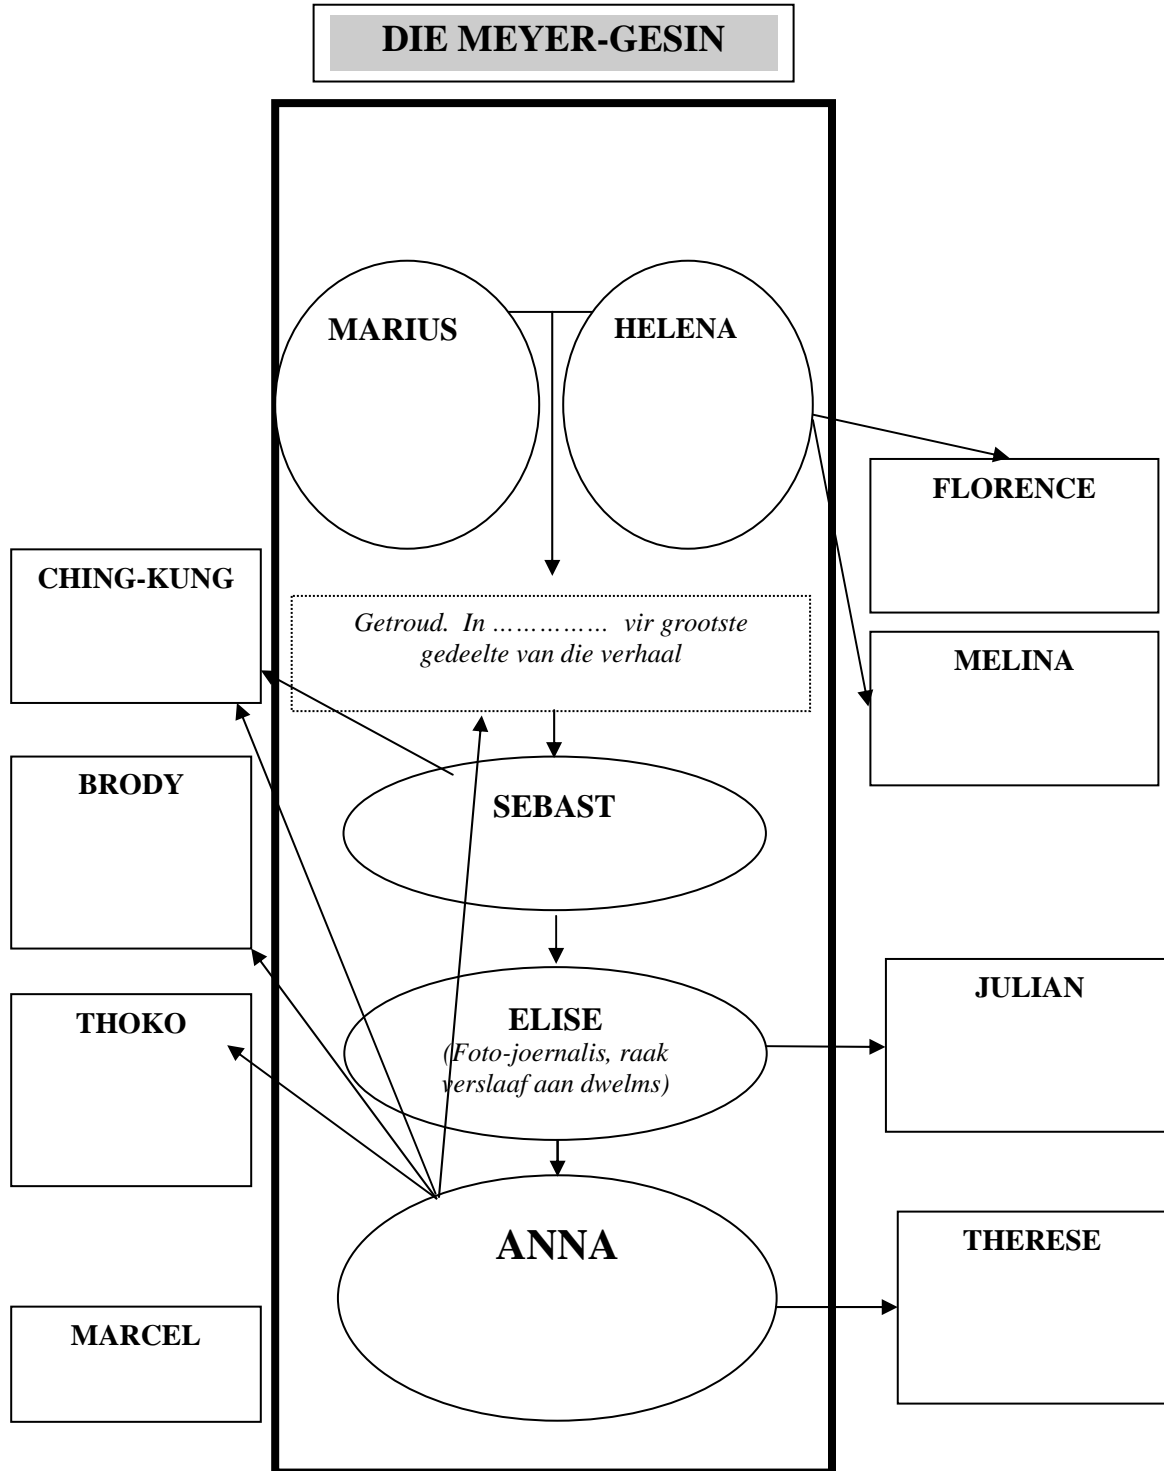 DIE MEYER-GESIN
MARIUS
HELENA
FLORENCE
CHING-KUNG
Getroud.  In ……………  vir grootste
gedeelte van die verhaal
MELINA
BRODY
SEBAST
JULIAN
THOKO
ELISE
(Foto-joernalis, raak
verslaaf aan dwelms)
ANNA
THERESE
MARCEL